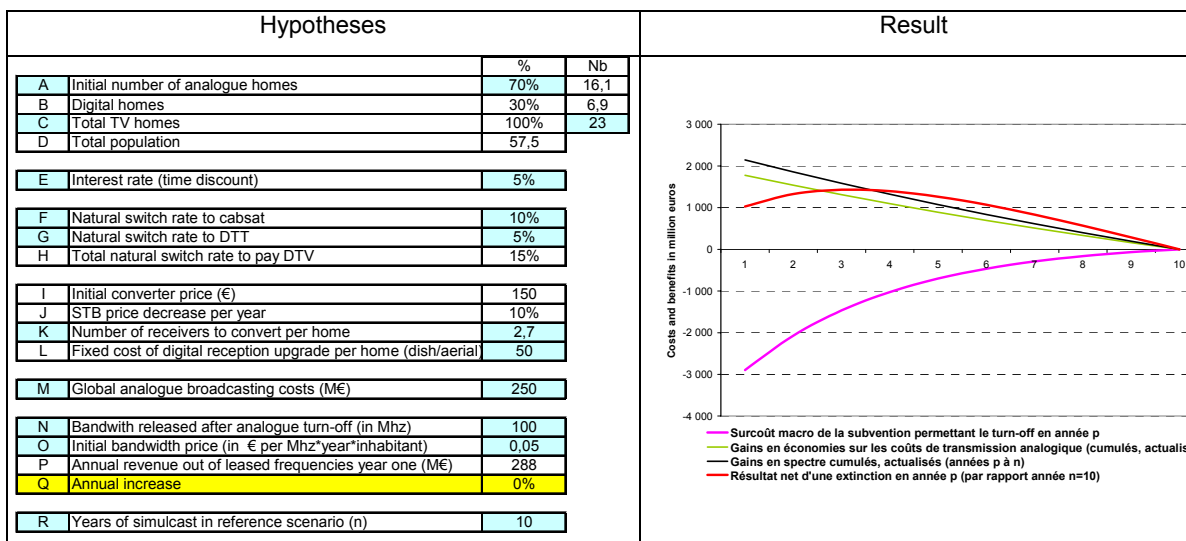 Hypotheses
Result
% Nb
A Initial number of analogue homes 70% 16,1
B Digital homes 30% 6,9
C Total TV homes 100% 23
D Total population 57,5
E Interest rate (time discount) 5%
F Natural switch rate to cabsat 10%
G Natural switch rate to DTT 5%
H Total natural switch rate to pay DTV 15%
I Initial converter price (€) 150
J STB price decrease per year 10%
K Number of receivers to convert per home 2,7
L Fixed cost of digital reception upgrade per home (dish/aerial) 50
M Global analogue broadcasting costs (M€) 250
N Bandwith released after analogue turn-off (in Mhz) 100
O Initial bandwidth price (in € per Mhz*year*inhabitant) 0,05
P Annual revenue out of leased frequencies year one (M€) 288
Q Annual increase 0%
R Years of simulcast in reference scenario (n) 10
Costs and benefits in million euros
3 000
2 000
1 000
0
-1 000
-2 000
-3 000
-4 000
1 2 3 4 5 6 7 8 9 10
Surcoût macro de la subvention permettant le turn-off en année p
Gains en économies sur les coûts de transmission analogique (cumulés, actualis
Gains en spectre cumulés, actualisés (années p à n)
Résultat net d'une extinction en année p (par rapport année n=10)